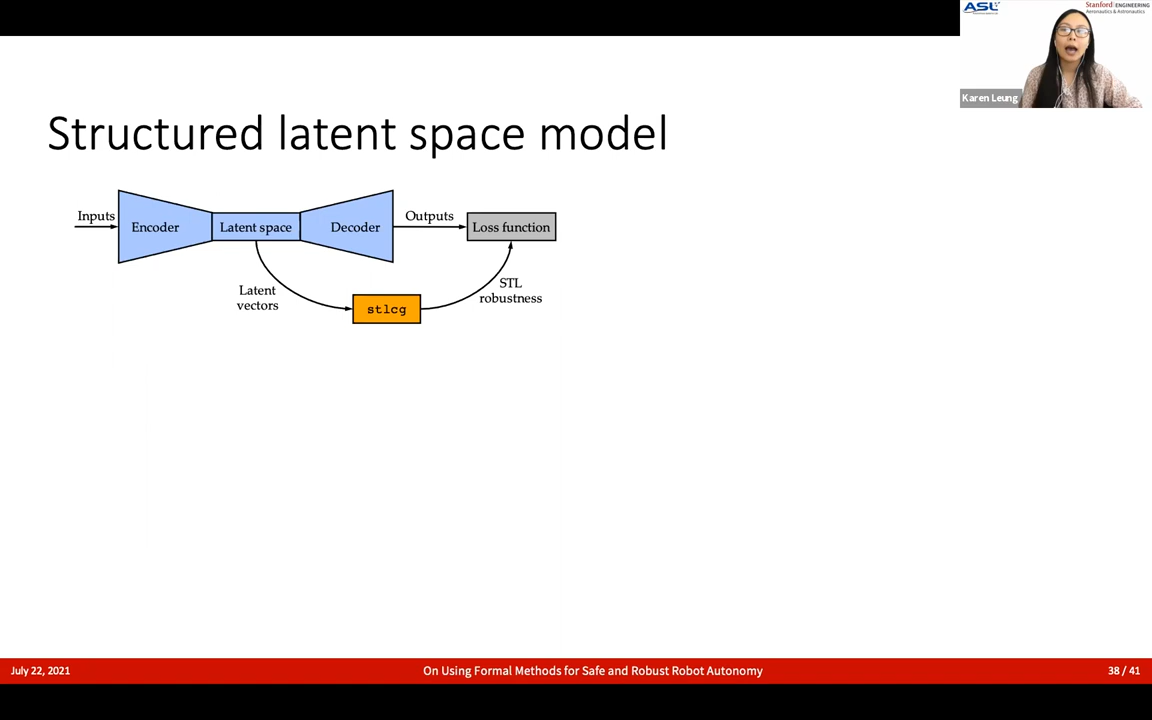 ASL
Stanford ENGINEERING
Aeronautics & Astronautics
Karen Leung
Structured latent space model
Inputs
Encoder
Latent space
Decoder
Outputs
Loss function
Latent
vectors
stlcg
STL
robustness
July 22, 2021
On Using Formal Methods for Safe and Robust Robot Autonomy
38 / 41